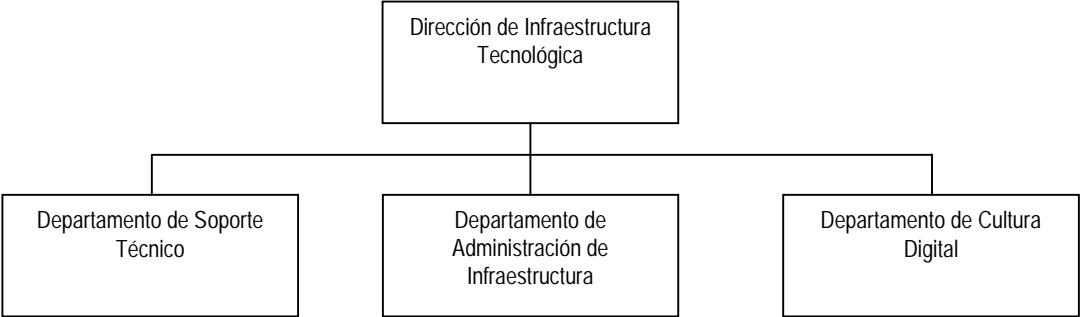 Dirección de Infraestructura
Tecnológica
Departamento de Soporte
Técnico
Departamento de
Administración de
Infraestructura
Departamento de Cultura
Digital